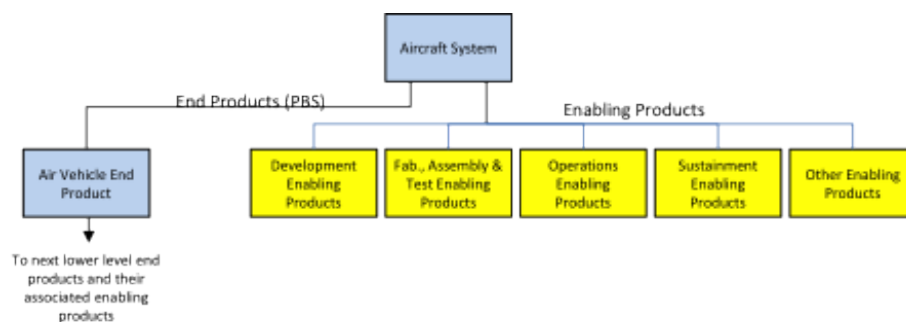 Aircraft System
End Products (PBS)
Enabling Products
Air Vehicle End
Product
Development
Enabling
Products
Fab., Assembly &
Test Enabling
Products
Operations
Enabling
Products
Sustainment
Enabling
Products
Other Enabling
Products
To next lower level end
products and their
associated enabling
products